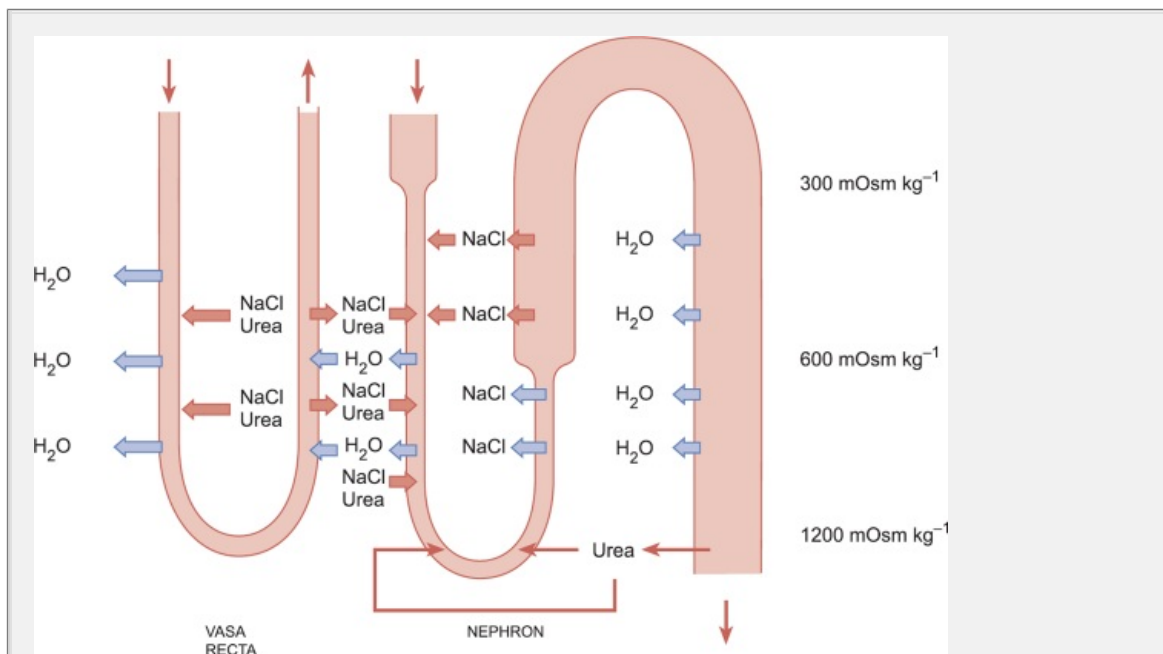 300 mOsm kg⁻¹
NaCl
H₂O
H₂O
NaCl
Urea
NaCl
Urea
NaCl
H₂O
H₂O
H₂O
600 mOsm kg⁻¹
NaCl
Urea
NaCl
Urea
NaCl
H₂O
H₂O
H₂O
NaCl
H₂O
NaCl
Urea
Urea
1200 mOsm kg⁻¹
VASA
RECTA
NEPHRON